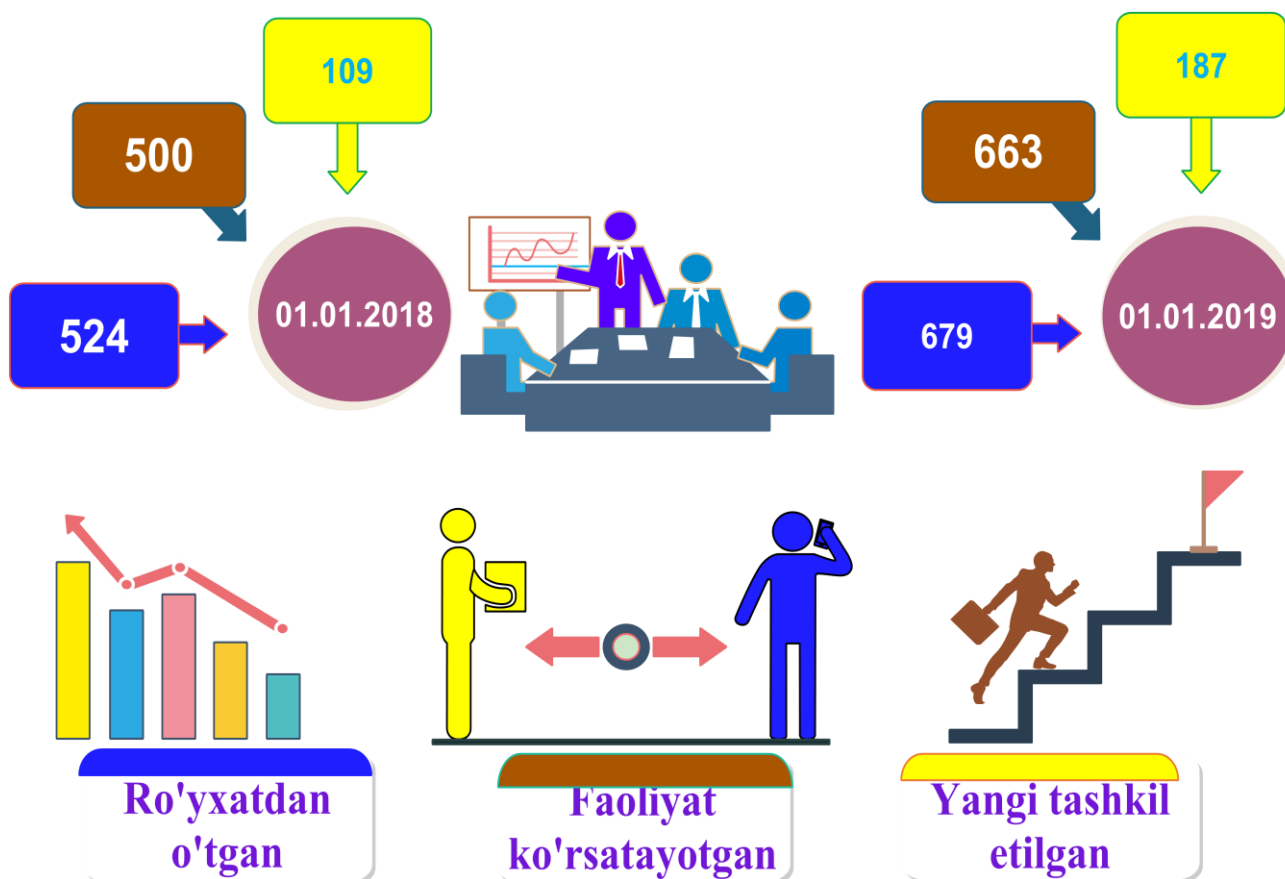 109
187
500
663
01.01.2018
01.01.2019
524
679
Ro'yxatdan
o'tgan
Faoliyat
ko'rsatayotgan
Yangi tashkil
etilgan